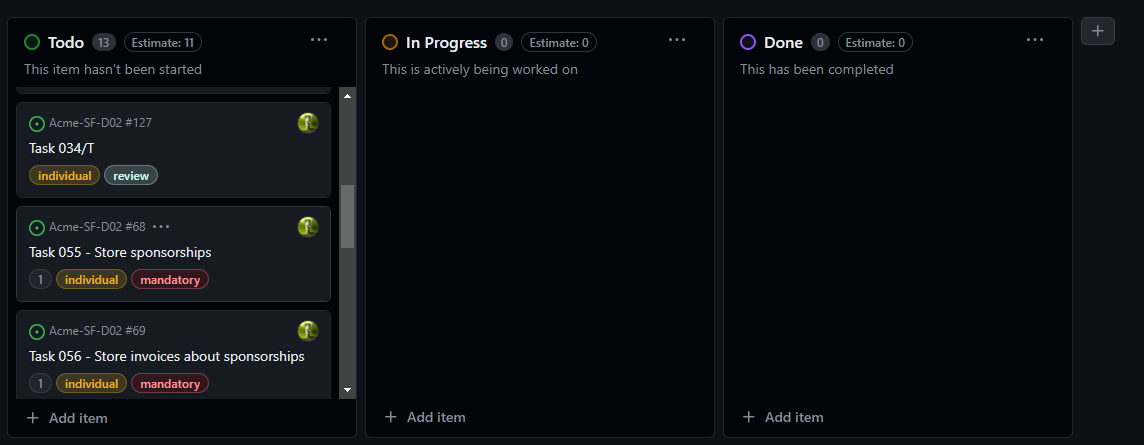 Todo 13 Estimate: 11
This item hasn't been started
Acme-SF-D02 #127
Task 034/T
individual review
Acme-SF-D02 #68
Task 055 - Store sponsorships
1 individual mandatory
Acme-SF-D02 #69
Task 056 - Store invoices about sponsorships
1 individual mandatory
Add item
In Progress 0 Estimate: 0
This is actively being worked on
Add item
Done 0 Estimate: 0
This has been completed
Add item